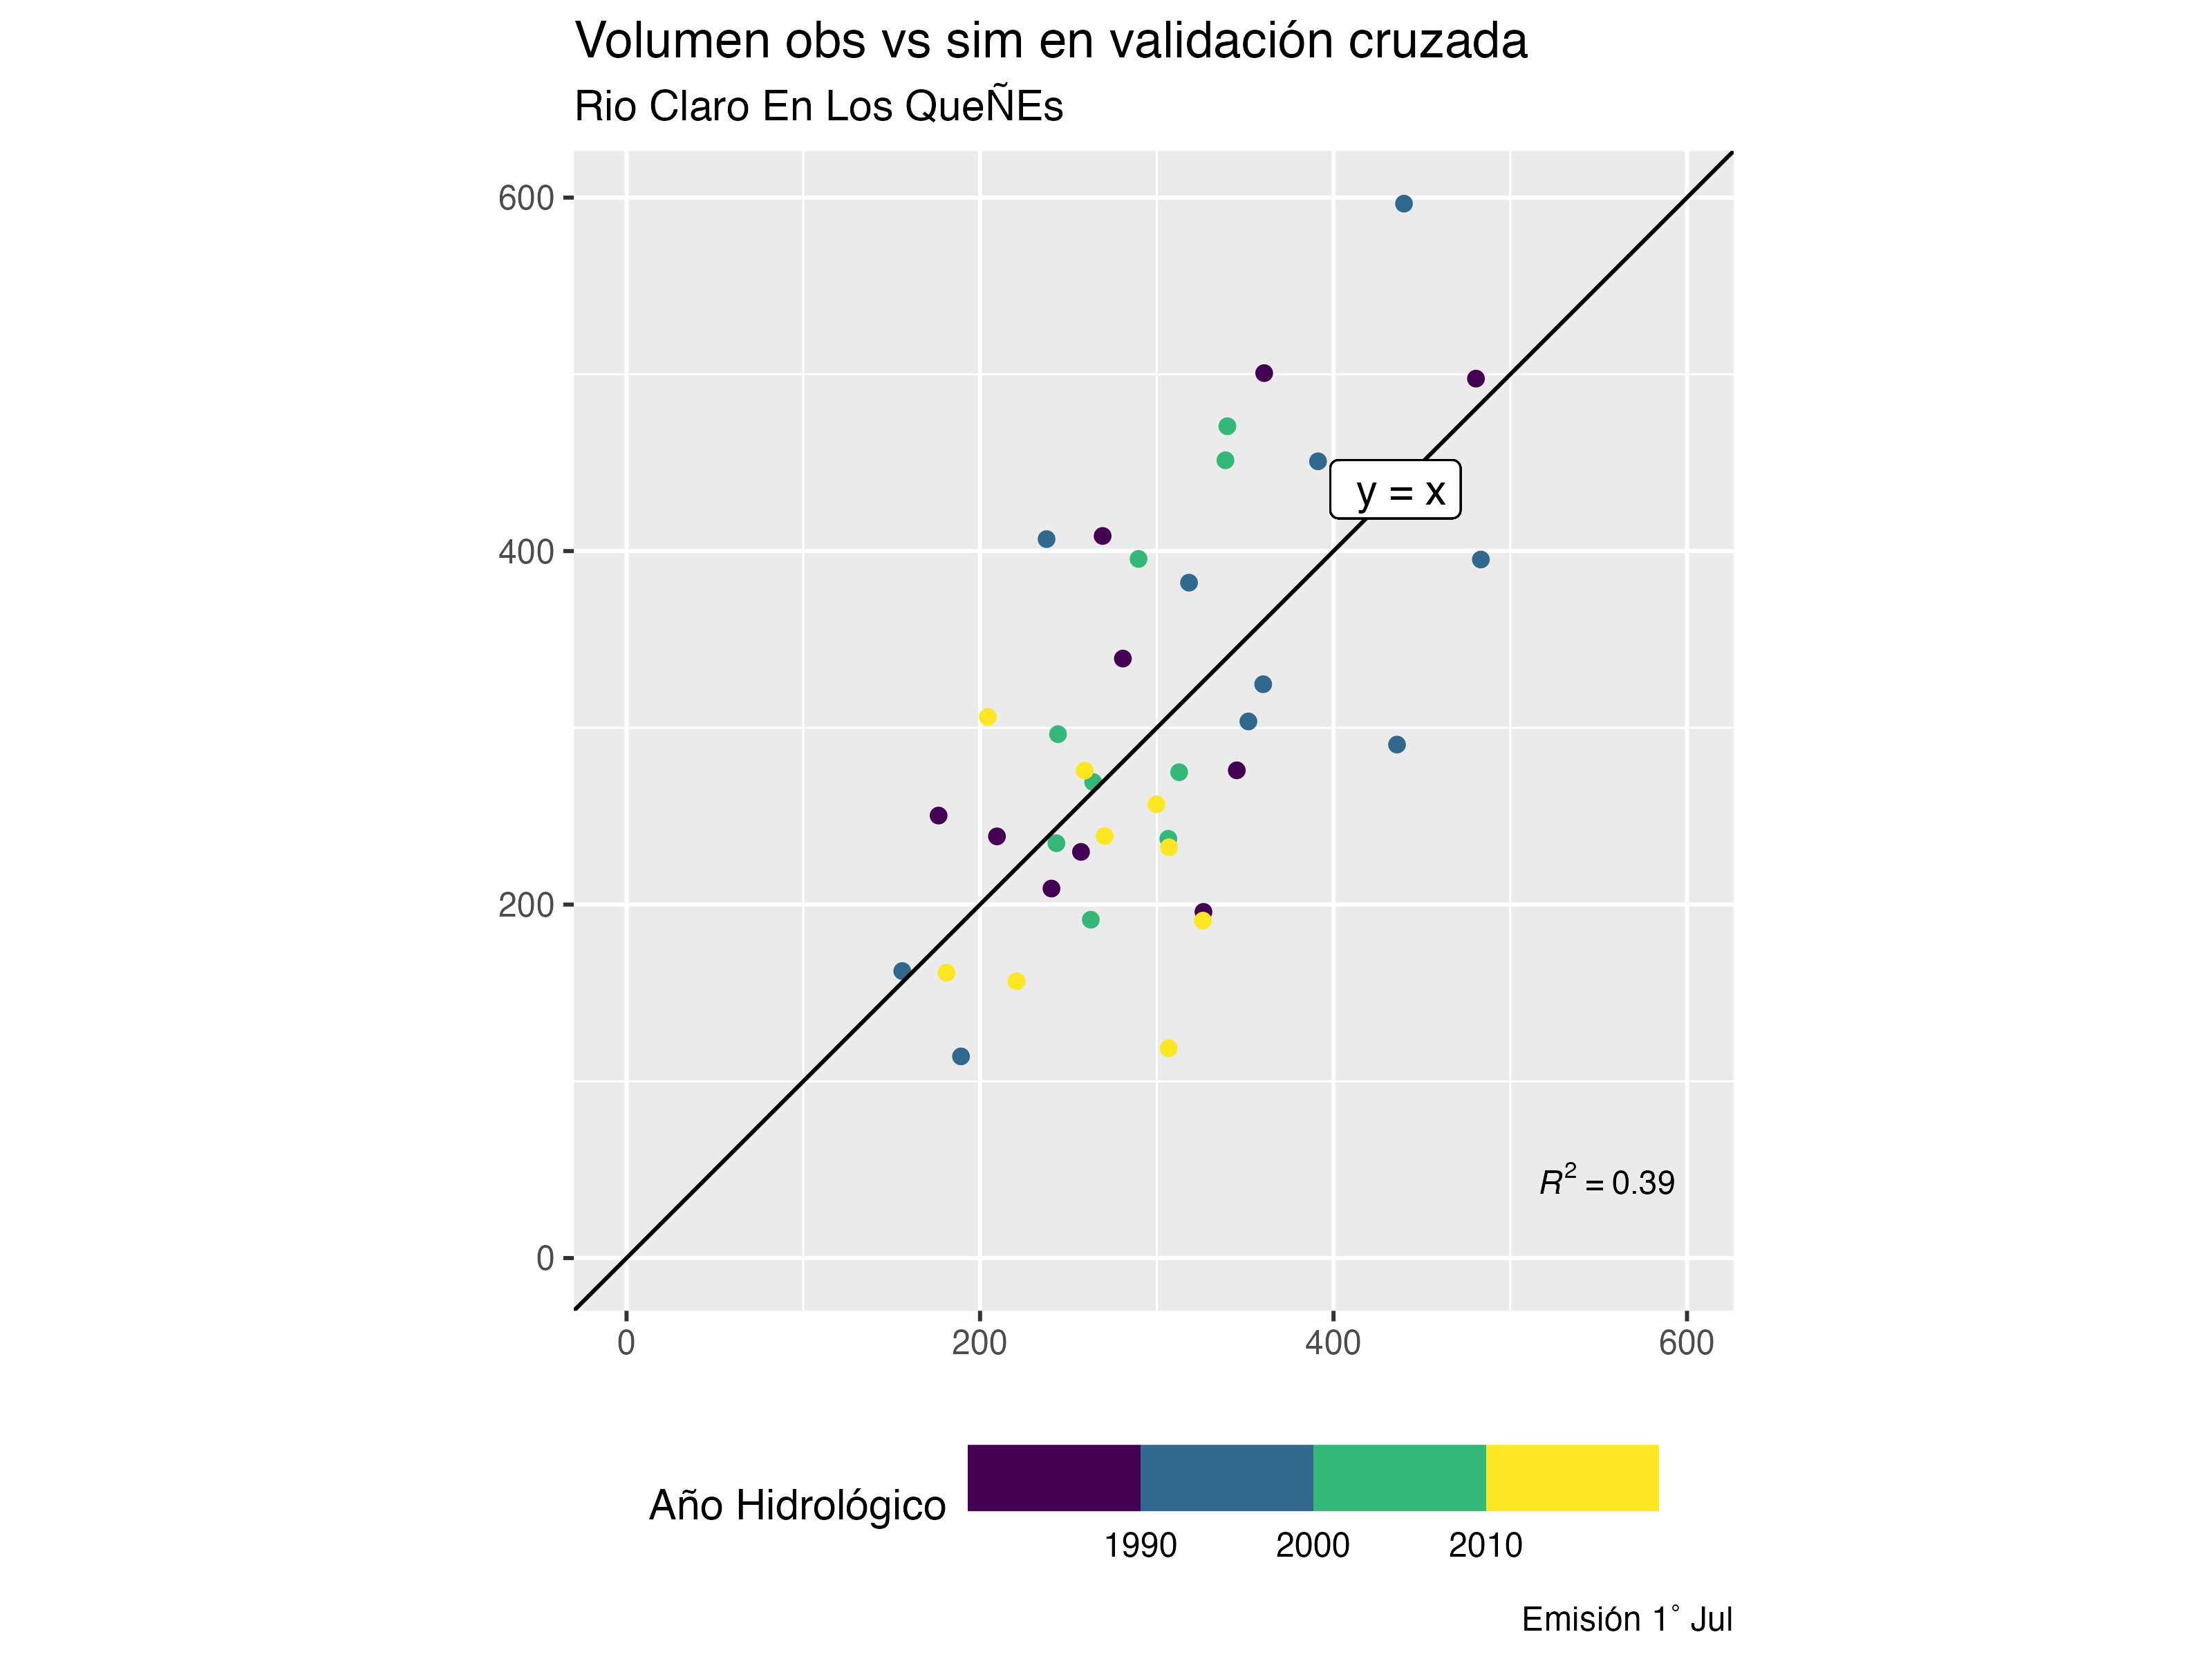 Volumen obs vs sim en validación cruzada
Rio Claro En Los QueÑEs
600
400
200
0
y = x
R² = 0.39
0 200 400 600
Año Hidrológico
1990 2000 2010
Emisión 1° Jul